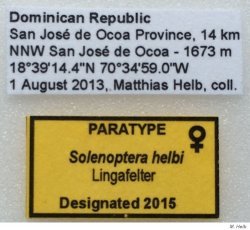 Dominican Republic
San José de Ocoa Province, 14 km
NNW San José de Ocoa - 1673 m
18°39'14.4"N 70°34'59.0"W
1 August 2013, Matthias Helb, coll.
PARATYPE ♀
Solenoptera helbi
Lingafelter
Designated 2015
M. Helb